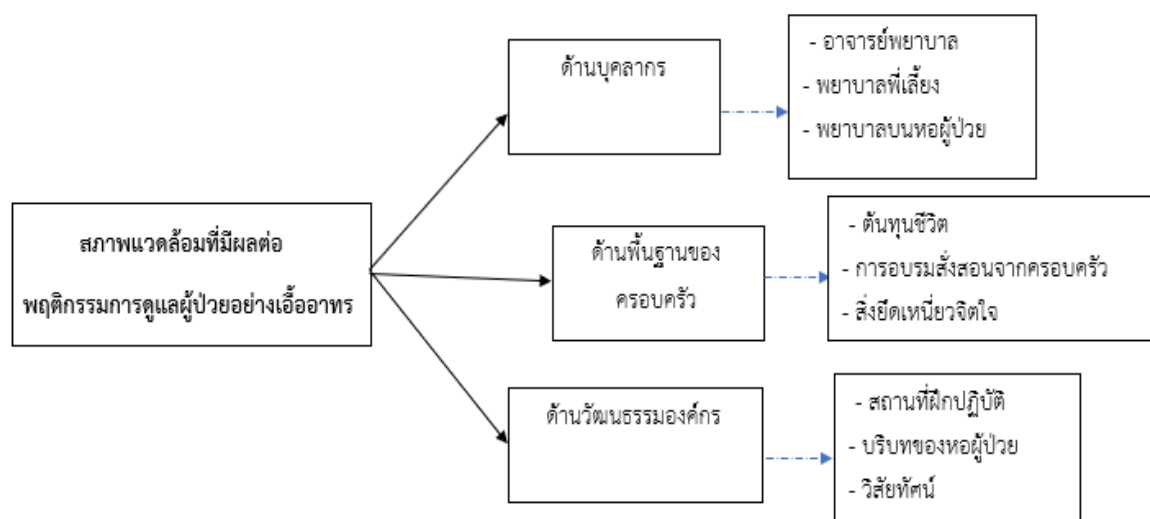 ด้านบุคลากร
- อาจารย์พยาบาล
- พยาบาลพี่เลี้ยง
- พยาบาลบนหอผู้ป่วย
สภาพแวดล้อมที่มีผลต่อ
พฤติกรรมการดูแลผู้ป่วยอย่างเอื้ออาทร
ด้านพื้นฐานของ
ครอบครัว
- ต้นทุนชีวิต
- การอบรมสั่งสอนจากครอบครัว
- สิ่งยึดเหนี่ยวจิตใจ
ด้านวัฒนธรรมองค์กร
- สถานที่ฝึกปฏิบัติ
- บริบทของหอผู้ป่วย
- วิสัยทัศน์